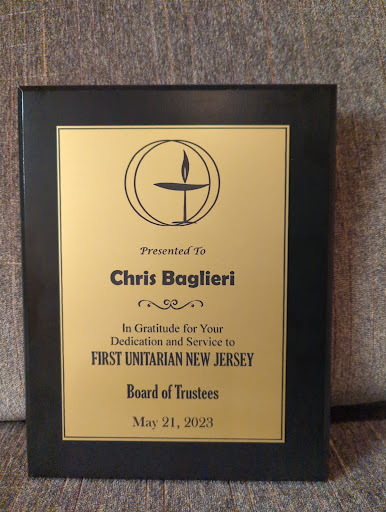 Presented To
Chris Baglieri
In Gratitude for Your
Dedication and Service to
FIRST UNITARIAN NEW JERSEY
Board of Trustees
May 21, 2023